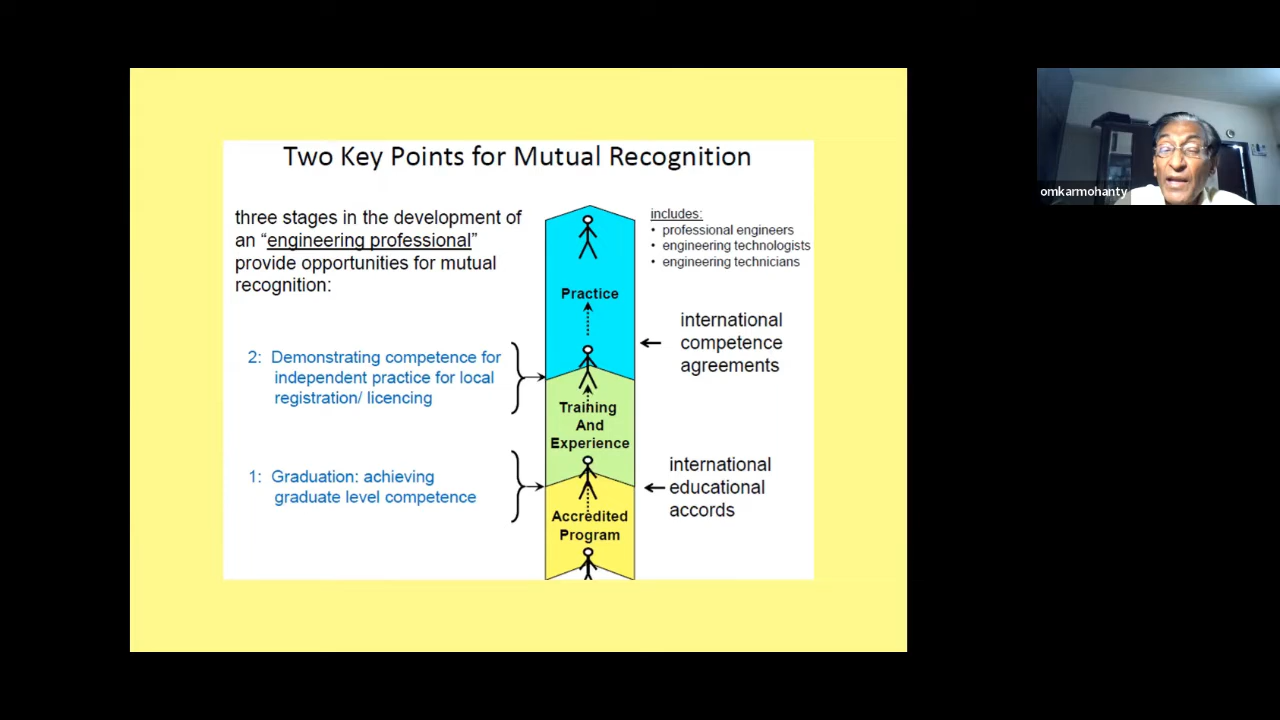 Two Key Points for Mutual Recognition
three stages in the development of
an “engineering professional”
provide opportunities for mutual
recognition:
includes:
• professional engineers
• engineering technologists
• engineering technicians
Practice
international
competence
agreements
2: Demonstrating competence for
independent practice for local
registration/ licencing
Training
And
Experience
1: Graduation: achieving
graduate level competence
international
educational
accords
Accredited
Program
omkarmohanty